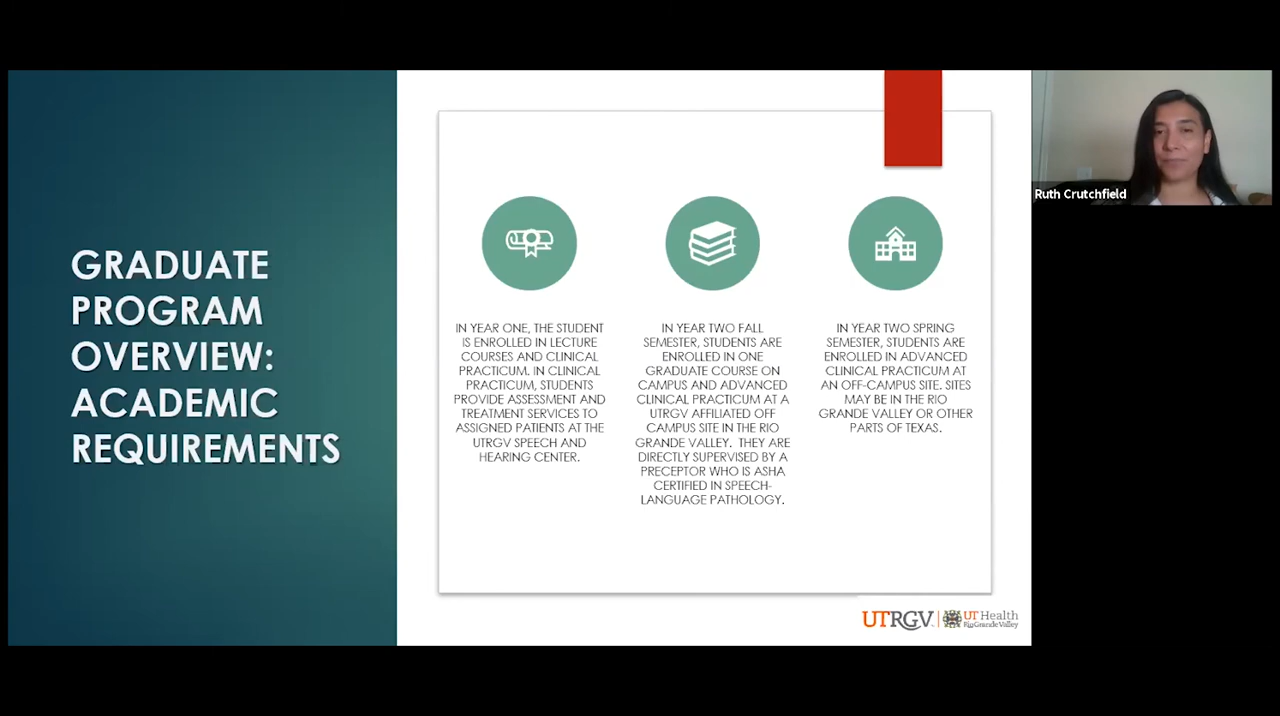 GRADUATE
PROGRAM
OVERVIEW:
ACADEMIC
REQUIREMENTS
IN YEAR ONE, THE STUDENT
IS ENROLLED IN LECTURE
COURSES AND CLINICAL
PRACTICUM. IN CLINICAL
PRACTICUM, STUDENTS
PROVIDE ASSESSMENT AND
TREATMENT SERVICES TO
ASSIGNED PATIENTS AT THE
UTRGV SPEECH AND
HEARING CENTER.
IN YEAR TWO FALL
SEMESTER, STUDENTS ARE
ENROLLED IN ONE
GRADUATE COURSE ON
CAMPUS AND ADVANCED
CLINICAL PRACTICUM AT A
UTRGV AFFILIATED OFF
CAMPUS SITE IN THE RIO
GRANDE VALLEY. THEY ARE
DIRECTLY SUPERVISED BY A
PRECEPTOR WHO IS ASHA
CERTIFIED IN SPEECH-
LANGUAGE PATHOLOGY.
IN YEAR TWO SPRING
SEMESTER, STUDENTS ARE
ENROLLED IN ADVANCED
CLINICAL PRACTICUM AT
AN OFF-CAMPUS SITE. SITES
MAY BE IN THE RIO
GRANDE VALLEY OR OTHER
PARTS OF TEXAS.
UTRGV
UT Health
Rio Grande Valley
Ruth Crutchfield